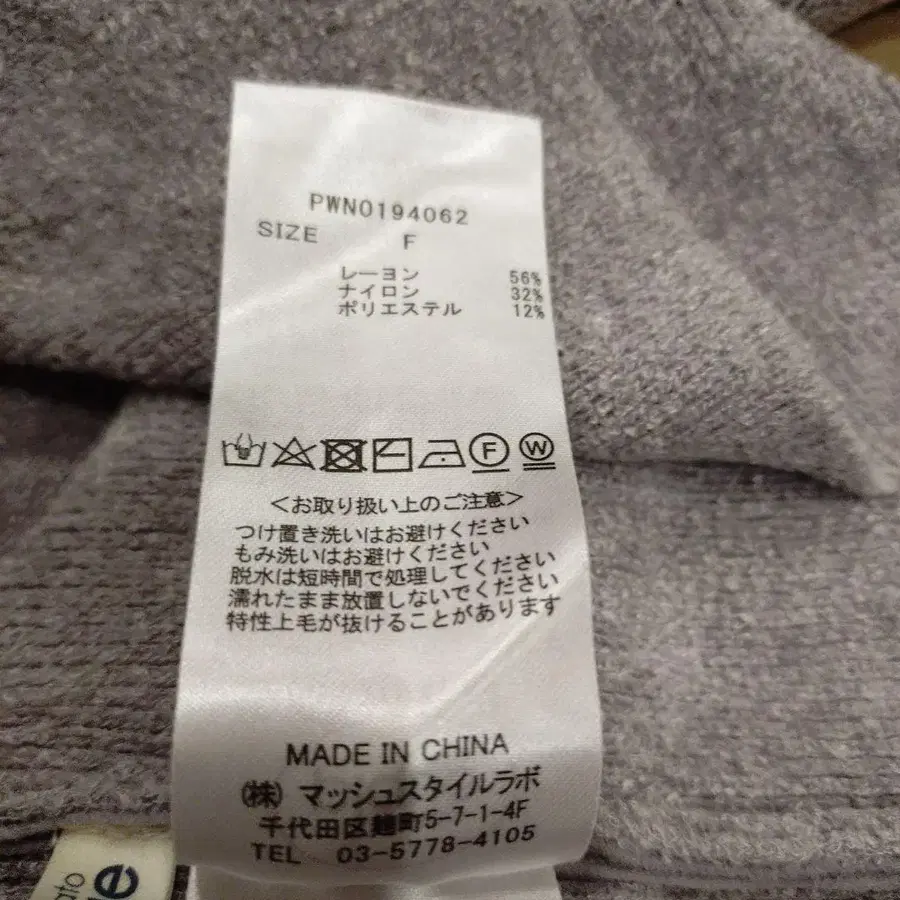 PWN0194062
SIZE F
レーヨン 56%
ナイロン 32%
ポリエステル 12%
F W
<お取り扱い上のご注意>
つけ置き洗いはお避けください
もみ洗いはお避けください
脱水は短時間で処理してください
濡れたまま放置しないでください
特性上毛が抜けることがあります
MADE IN CHINA
(株) マッシュスタイルラボ
千代田区麹町5-7-1-4F
TEL 03-5778-4105